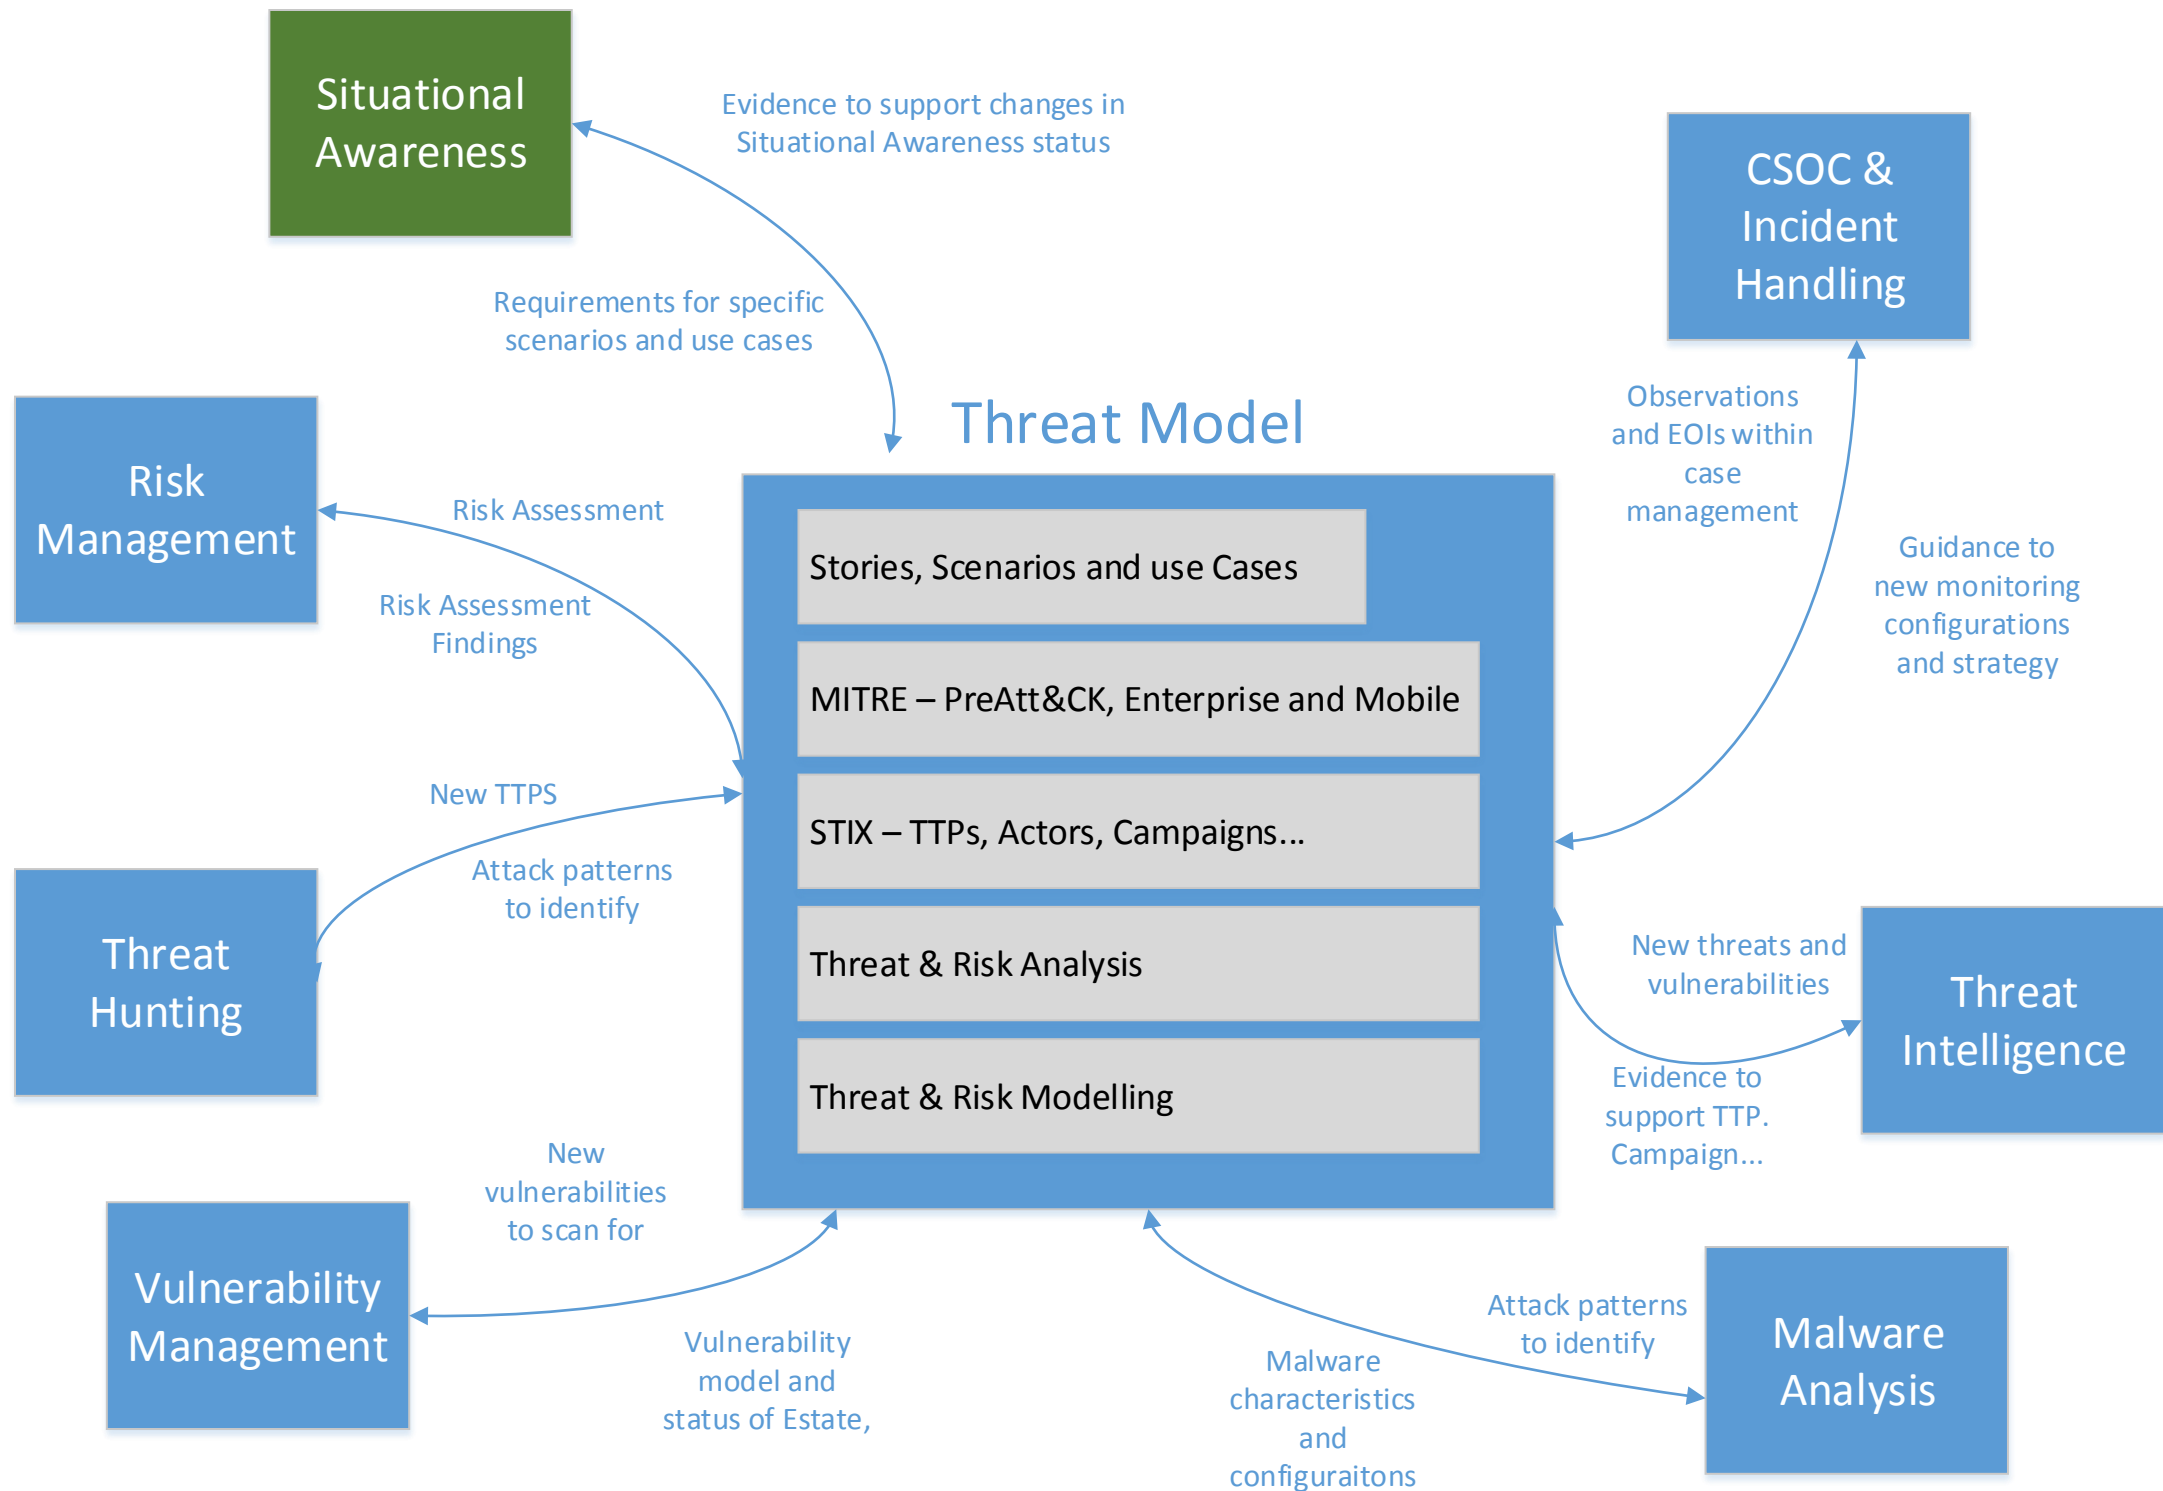 Situational
Awareness
Evidence to support changes in
Situational Awareness status
CSOC &
Incident
Handling
Requirements for specific
scenarios and use cases
Threat Model
Observations
and EOIs within
case
management
Risk
Management
Risk Assessment
Risk Assessment
Findings
Guidance to
new monitoring
configurations
and strategy
Stories, Scenarios and use Cases
MITRE – PreAtt&CK, Enterprise and Mobile
STIX – TTPs, Actors, Campaigns...
Threat & Risk Analysis
Threat & Risk Modelling
New TTPS
Attack patterns
to identify
Threat
Hunting
New threats and
vulnerabilities
Threat
Intelligence
Evidence to
support TTP.
Campaign...
New
vulnerabilities
to scan for
Vulnerability
Management
Vulnerability
model and
status of Estate,
Attack patterns
to identify
Malware
characteristics
and
configuraitons
Malware
Analysis